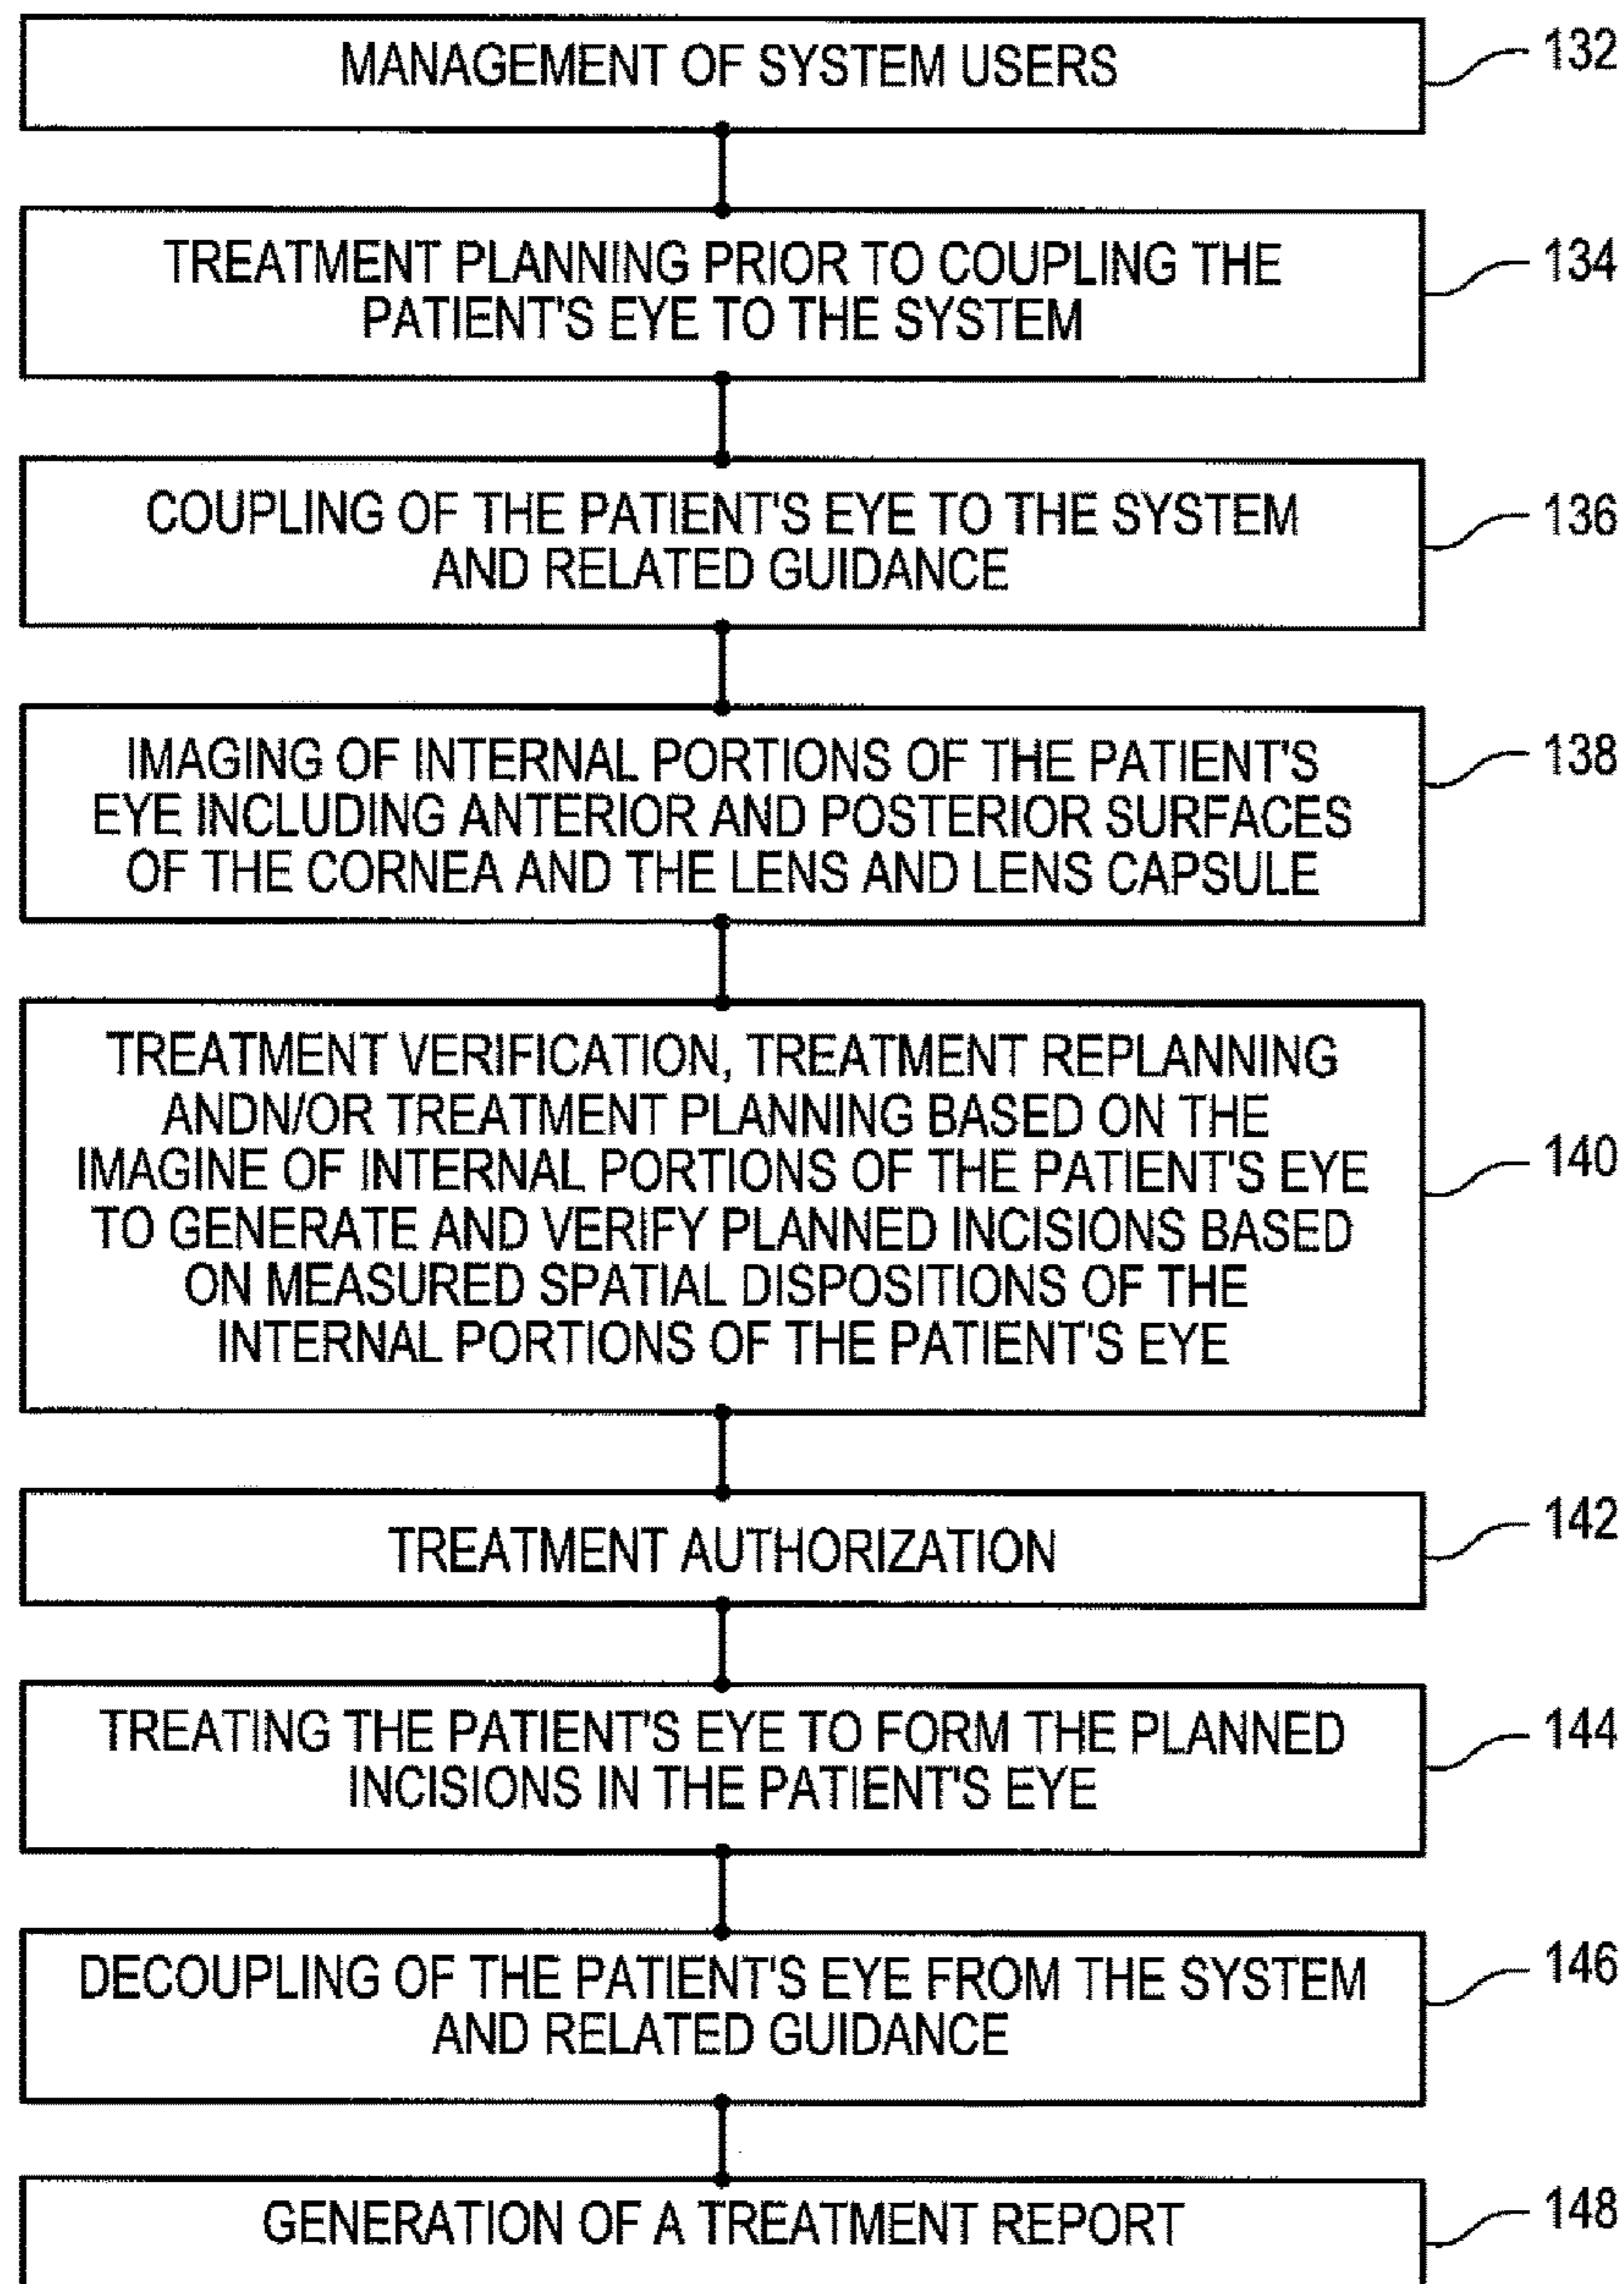 MANAGEMENT OF SYSTEM USERS
132
TREATMENT PLANNING PRIOR TO COUPLING THE
PATIENT'S EYE TO THE SYSTEM
134
COUPLING OF THE PATIENT'S EYE TO THE SYSTEM
AND RELATED GUIDANCE
136
IMAGING OF INTERNAL PORTIONS OF THE PATIENT'S
EYE INCLUDING ANTERIOR AND POSTERIOR SURFACES
OF THE CORNEA AND THE LENS AND LENS CAPSULE
138
TREATMENT VERIFICATION, TREATMENT REPLANNING
ANDN/OR TREATMENT PLANNING BASED ON THE
IMAGINE OF INTERNAL PORTIONS OF THE PATIENT'S EYE
TO GENERATE AND VERIFY PLANNED INCISIONS BASED
ON MEASURED SPATIAL DISPOSITIONS OF THE
INTERNAL PORTIONS OF THE PATIENT'S EYE
140
TREATMENT AUTHORIZATION
142
TREATING THE PATIENT'S EYE TO FORM THE PLANNED
INCISIONS IN THE PATIENT'S EYE
144
DECOUPLING OF THE PATIENT'S EYE FROM THE SYSTEM
AND RELATED GUIDANCE
146
GENERATION OF A TREATMENT REPORT
148